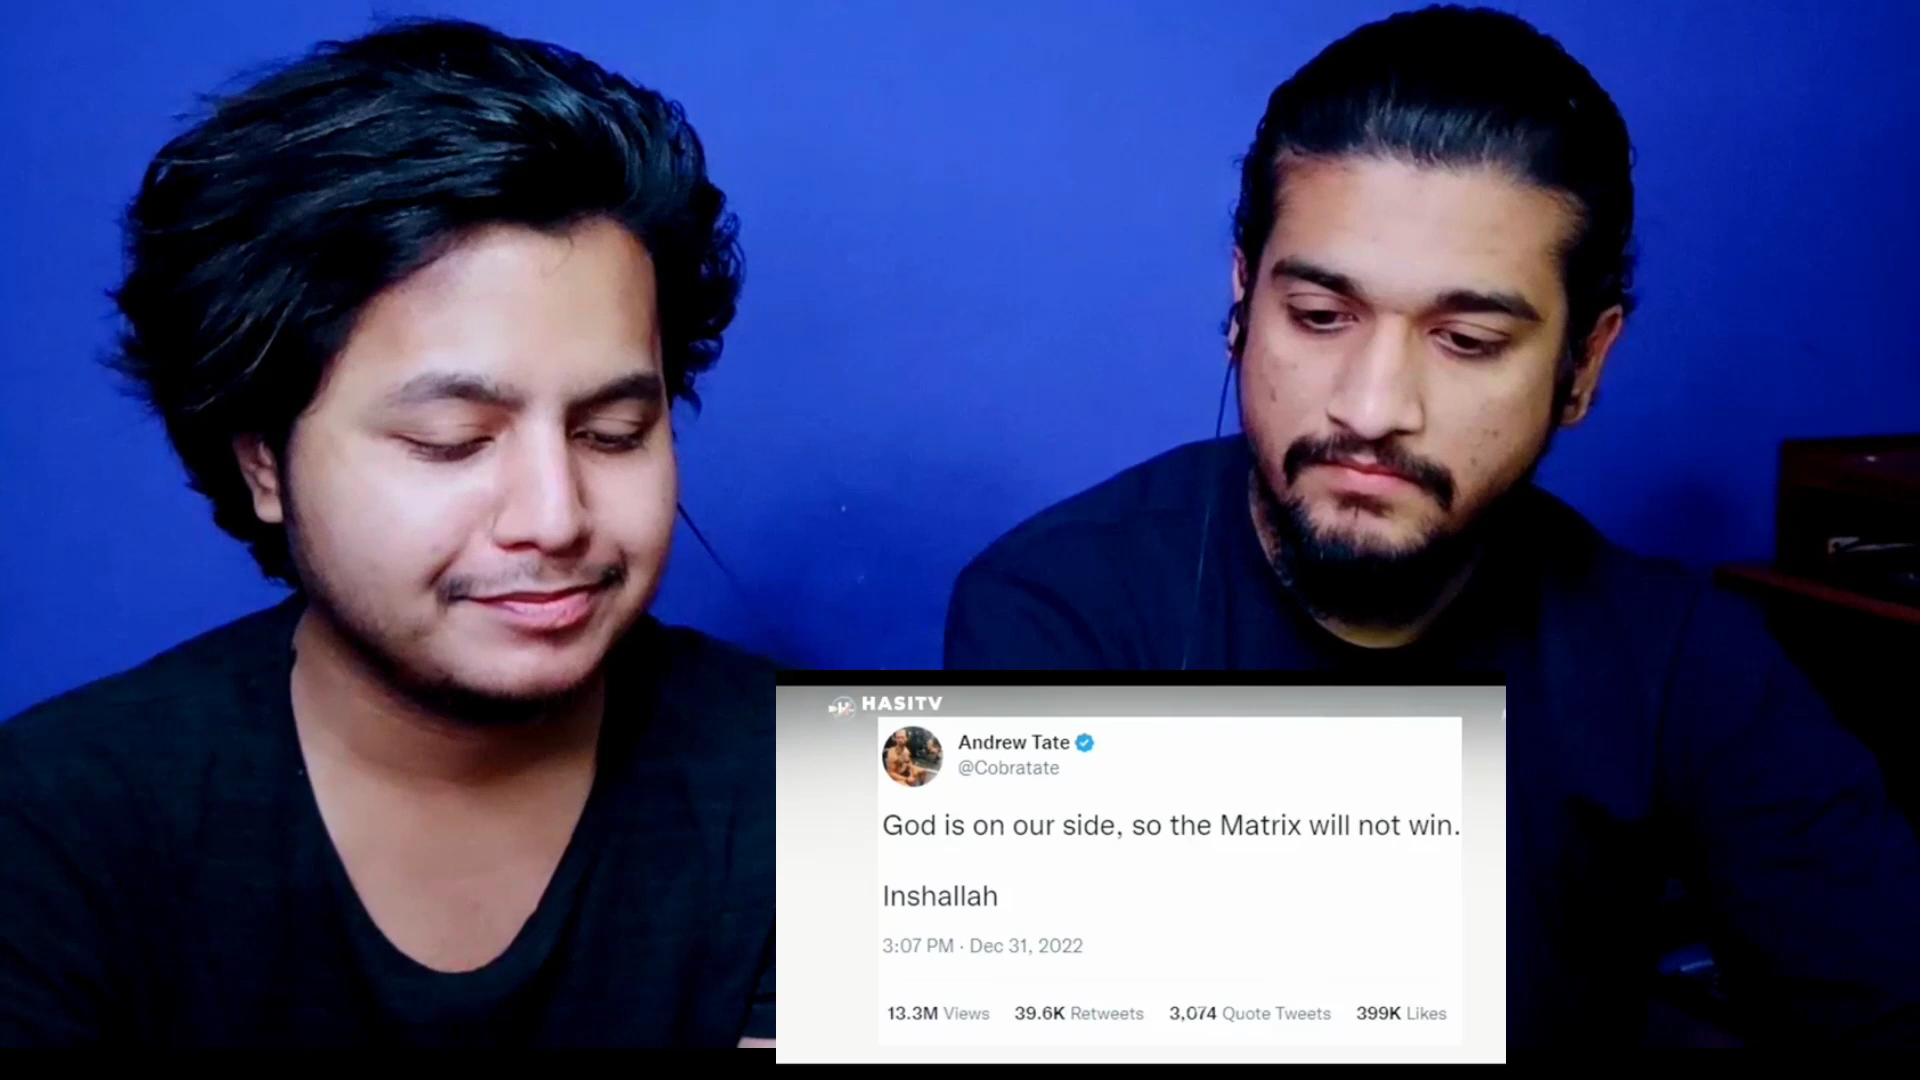 HASITV
Andrew Tate
@Cobratate
God is on our side, so the Matrix will not win.
Inshallah
3:07 PM · Dec 31, 2022
13.3M Views 39.6K Retweets 3,074 Quote Tweets 399K Likes